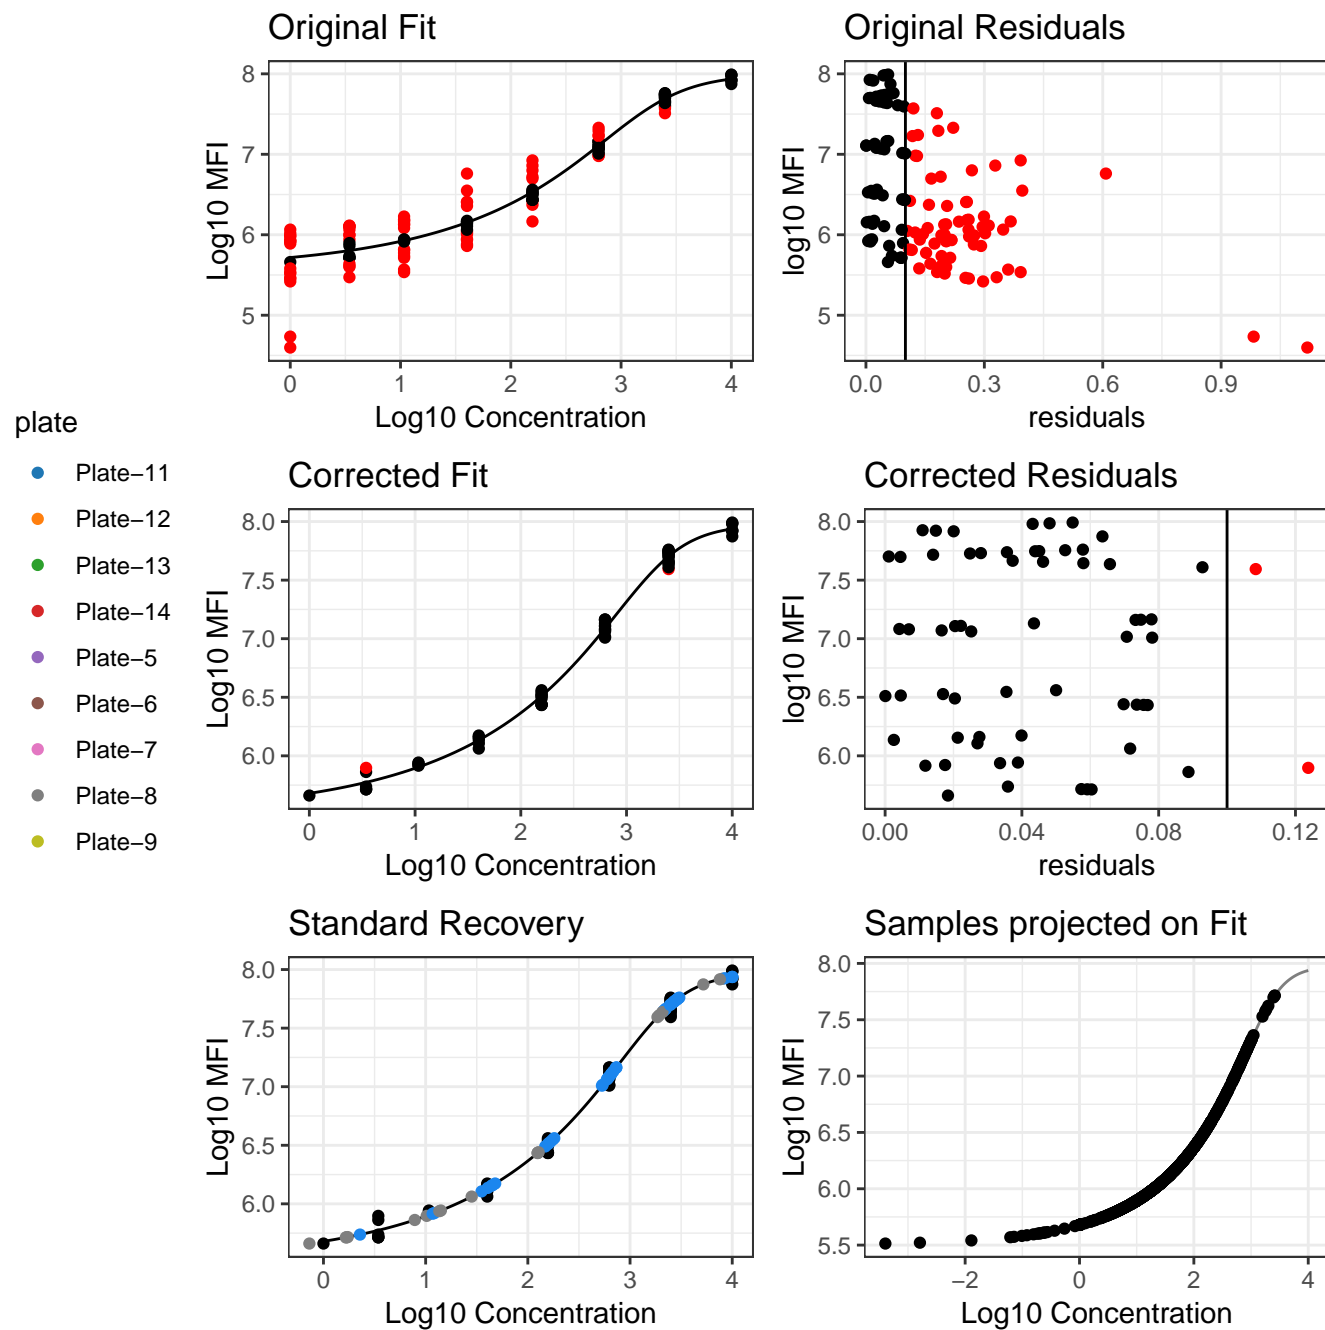 Original Fit
Log10 MFI
8
7
6
5
0 1 2 3 4
Log10 Concentration
Original Residuals
log10 MFI
8
7
6
5
0.0 0.3 0.6 0.9
residuals
plate
Plate−11
Plate−12
Plate−13
Plate−14
Plate−5
Plate−6
Plate−7
Plate−8
Plate−9
Corrected Fit
Log10 MFI
8.0
7.5
7.0
6.5
6.0
0 1 2 3 4
Log10 Concentration
Corrected Residuals
log10 MFI
8.0
7.5
7.0
6.5
6.0
0.00 0.04 0.08 0.12
residuals
Standard Recovery
Log10 MFI
8.0
7.5
7.0
6.5
6.0
0 1 2 3 4
Log10 Concentration
Samples projected on Fit
Log10 MFI
8.0
7.5
7.0
6.5
6.0
5.5
−2 0 2 4
Log10 Concentration